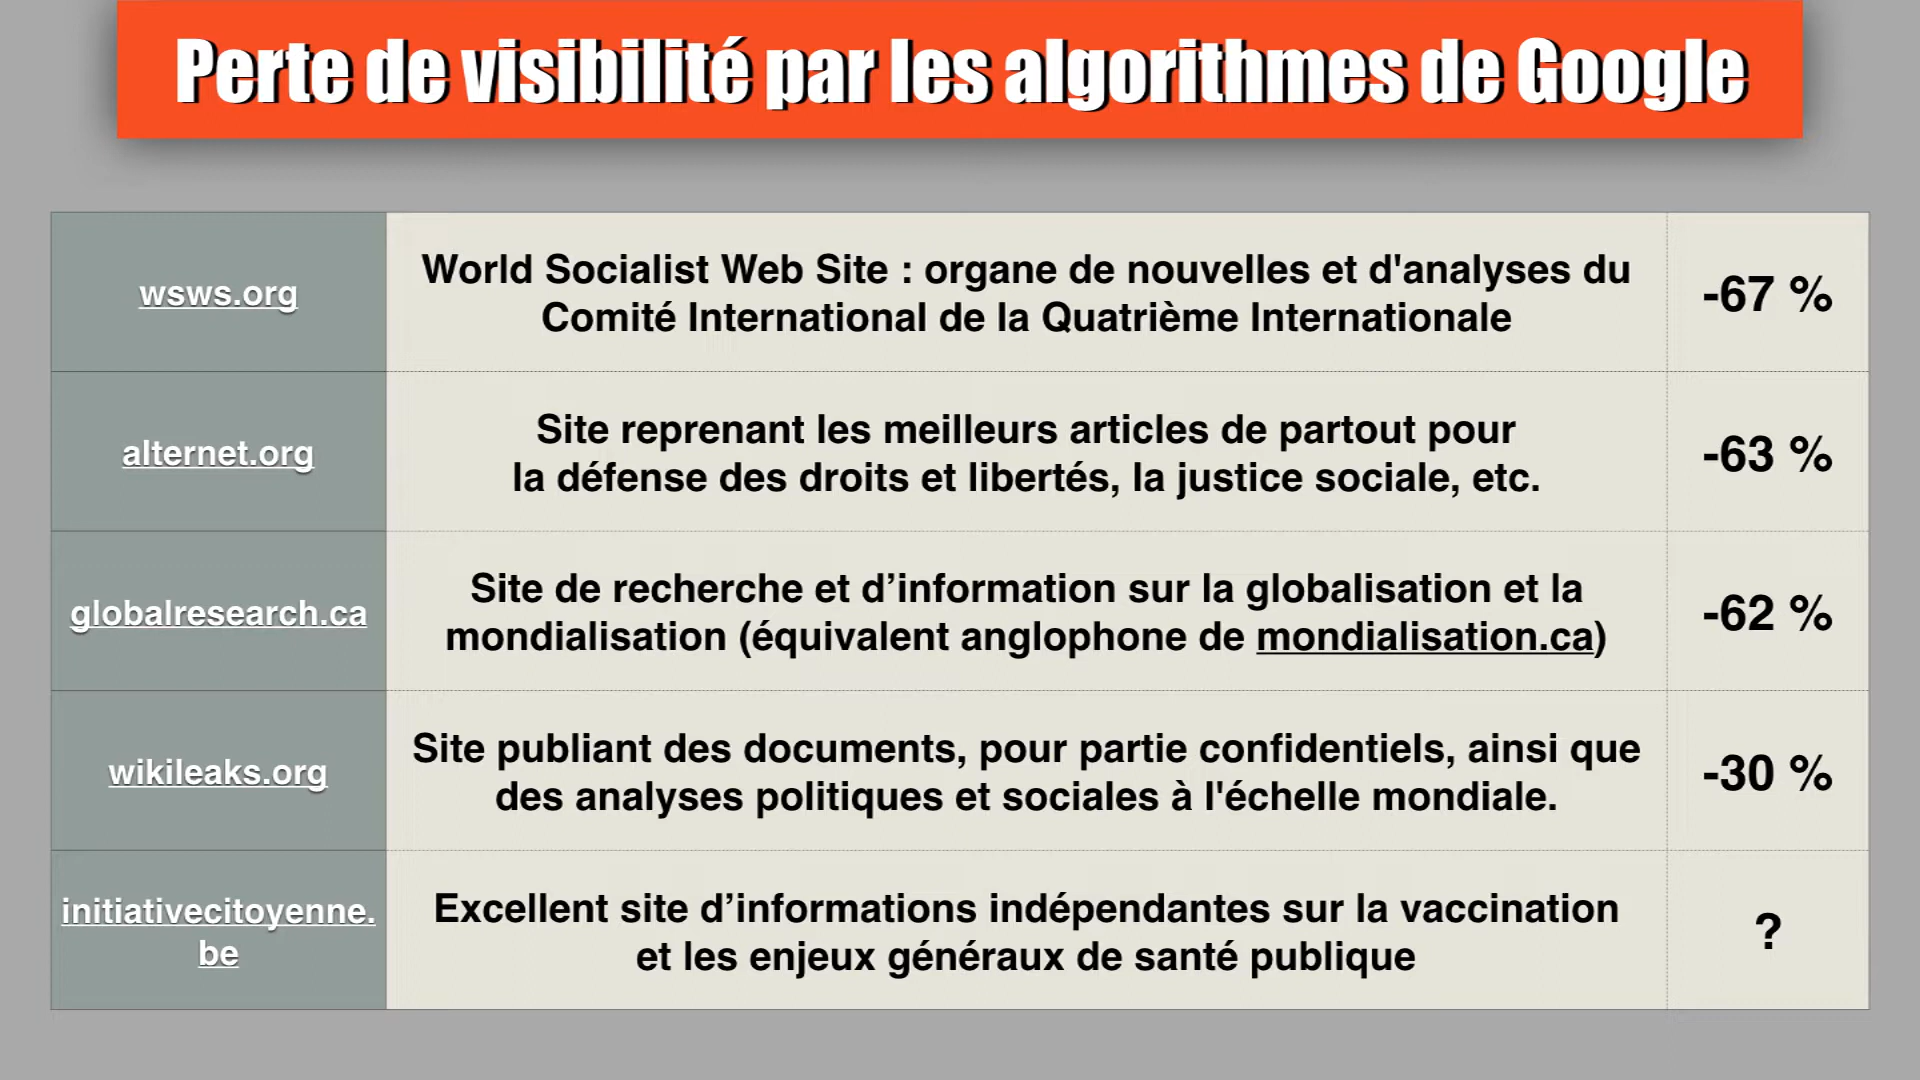 Perte de visibilité par les algorithmes de Google
wsws.org
World Socialist Web Site : organe de nouvelles et d'analyses du
Comité International de la Quatrième Internationale
-67 %
alternet.org
Site reprenant les meilleurs articles de partout pour
la défense des droits et libertés, la justice sociale, etc.
-63 %
globalresearch.ca
Site de recherche et d’information sur la globalisation et la
mondialisation (équivalent anglophone de mondialisation.ca)
-62 %
wikileaks.org
Site publiant des documents, pour partie confidentiels, ainsi que
des analyses politiques et sociales à l'échelle mondiale.
-30 %
initiativecitoyenne.
be
Excellent site d’informations indépendantes sur la vaccination
et les enjeux généraux de santé publique
?